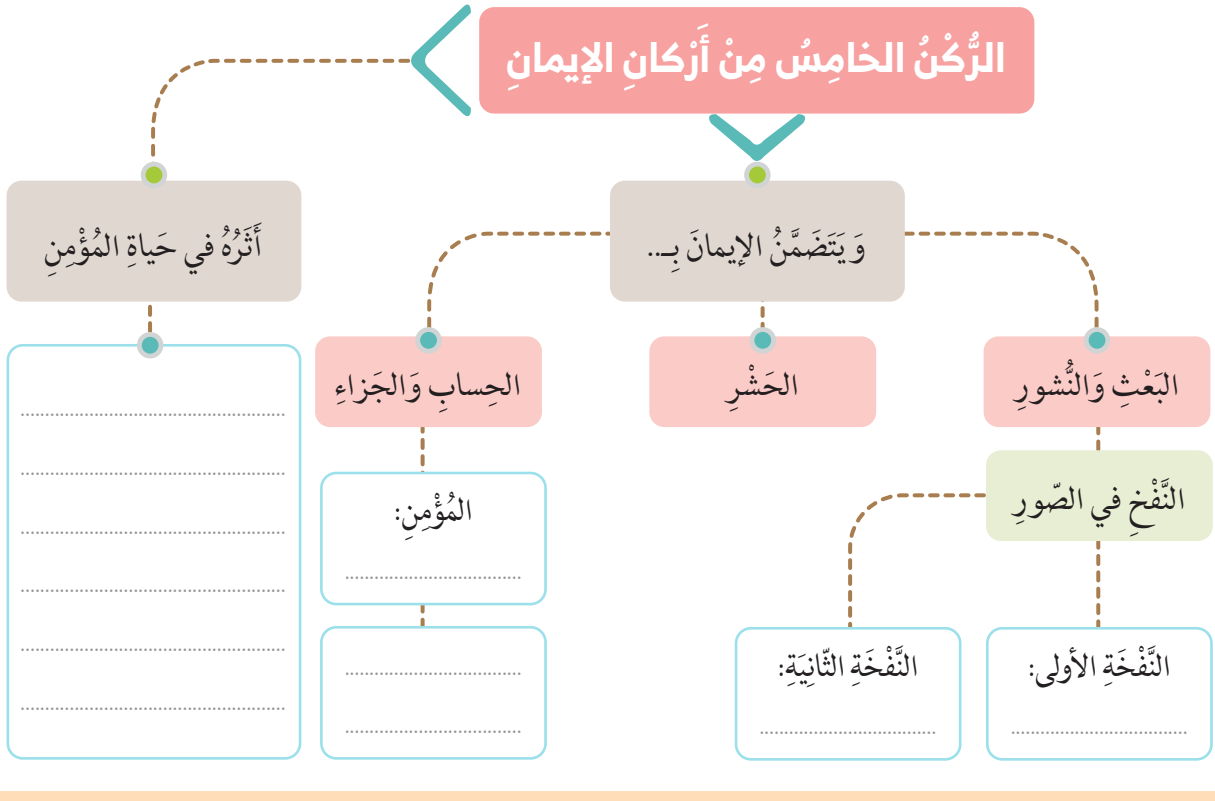 الرُّكْنُ الخامِسُ مِنْ أَرْكانِ الإيمانِ
وَيَتَضَمَّنُ الإيمانَ بِـ..
أَثَرُهُ في حَياةِ المُؤْمِنِ
البَعْثِ وَالنُّشورِ
الحَشْرِ
الحِسابِ وَالجَزاءِ
النَّفْخِ في الصّورِ
المُؤْمِنِ:
النَّفْخَةِ الأولى:
النَّفْخَةِ الثّانِيَةِ: